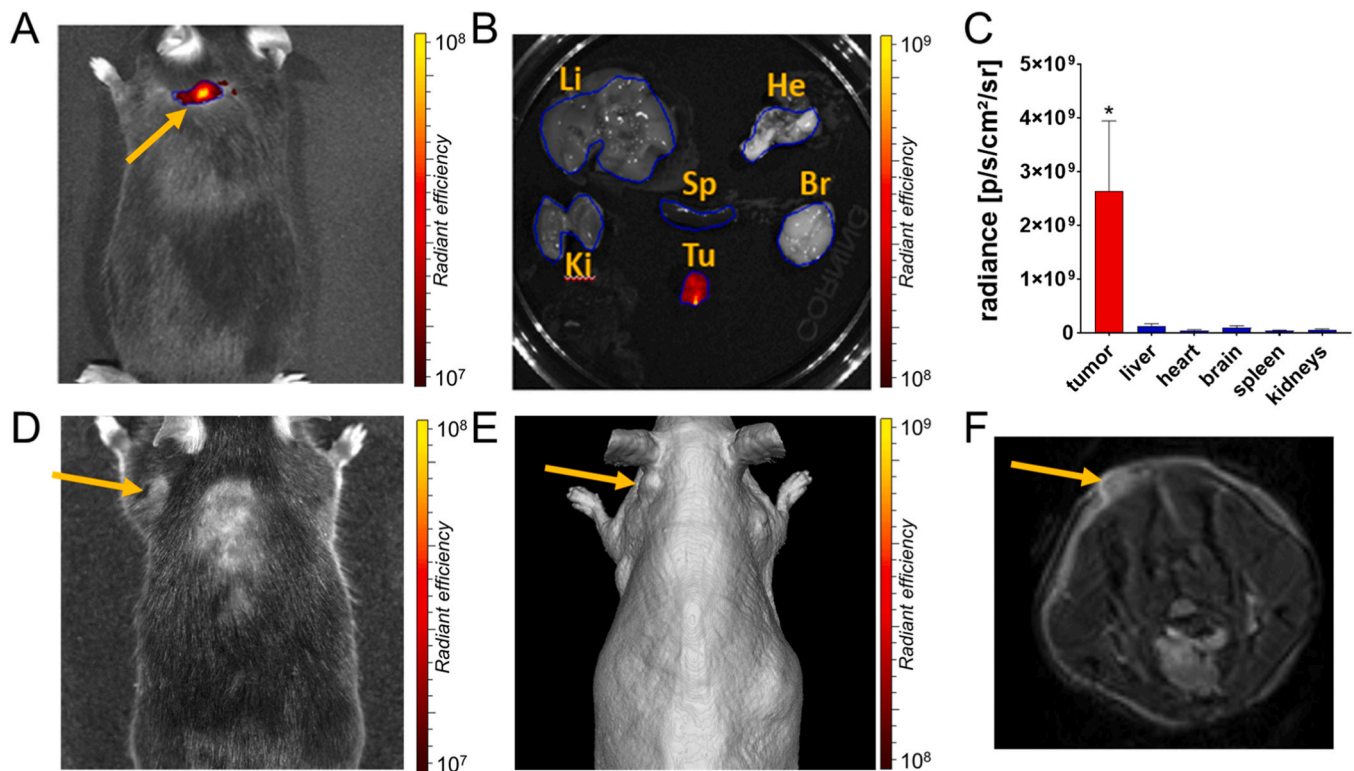 A
10⁸
Radiant efficiency
10⁷
B
Li
He
Sp
Br
Ki
Tu
CORNING
10⁹
Radiant efficiency
10⁸
C
radiance [p/s/cm²/sr]
5×10⁹
4×10⁹
3×10⁹
2×10⁹
1×10⁹
0
*
tumor
liver
heart
brain
spleen
kidneys
D
10⁸
Radiant efficiency
10⁷
E
10⁹
Radiant efficiency
10⁸
F